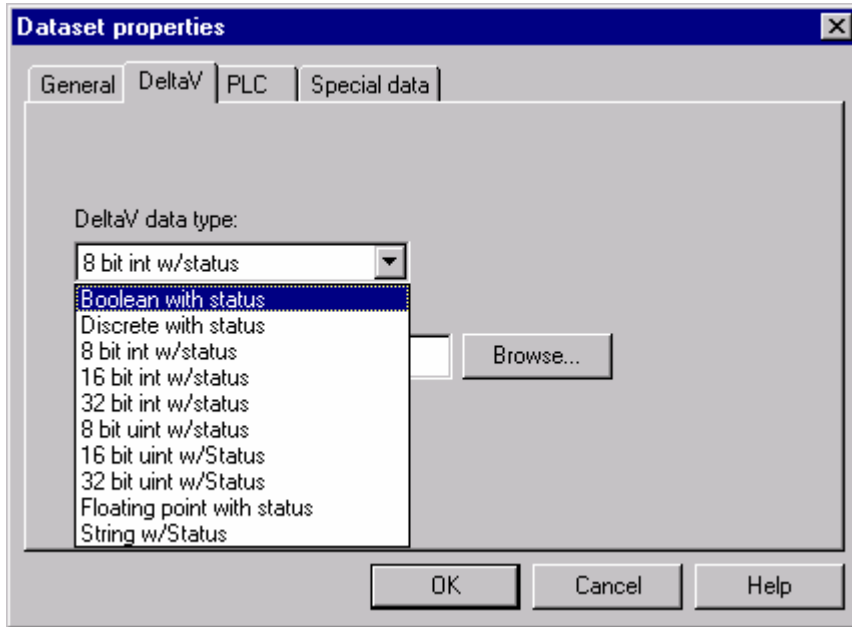 Dataset properties
General DeltaV PLC Special data
DeltaV data type:
8 bit int w/status
Boolean with status
Discrete with status
8 bit int w/status
Browse...
16 bit int w/status
32 bit int w/status
8 bit uint w/status
16 bit uint w/Status
32 bit uint w/Status
Floating point with status
String w/Status
OK Cancel Help